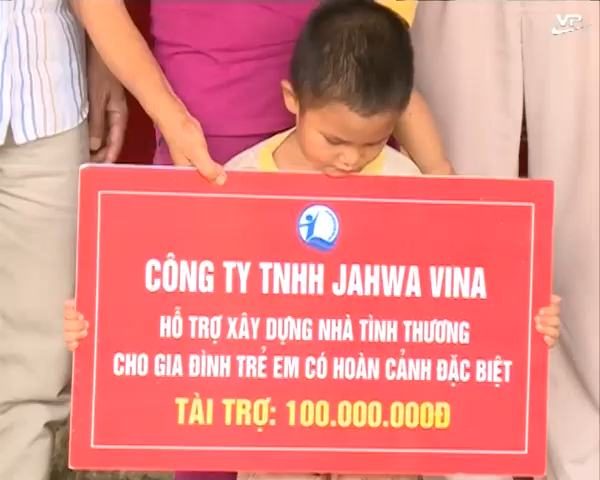 VP
CÔNG TY TNHH JAHWA VINA
HỖ TRỢ XÂY DỰNG NHÀ TÌNH THƯƠNG
CHO GIA ĐÌNH TRẺ EM CÓ HOÀN CẢNH ĐẶC BIỆT
TÀI TRỢ: 100.000.000Đ